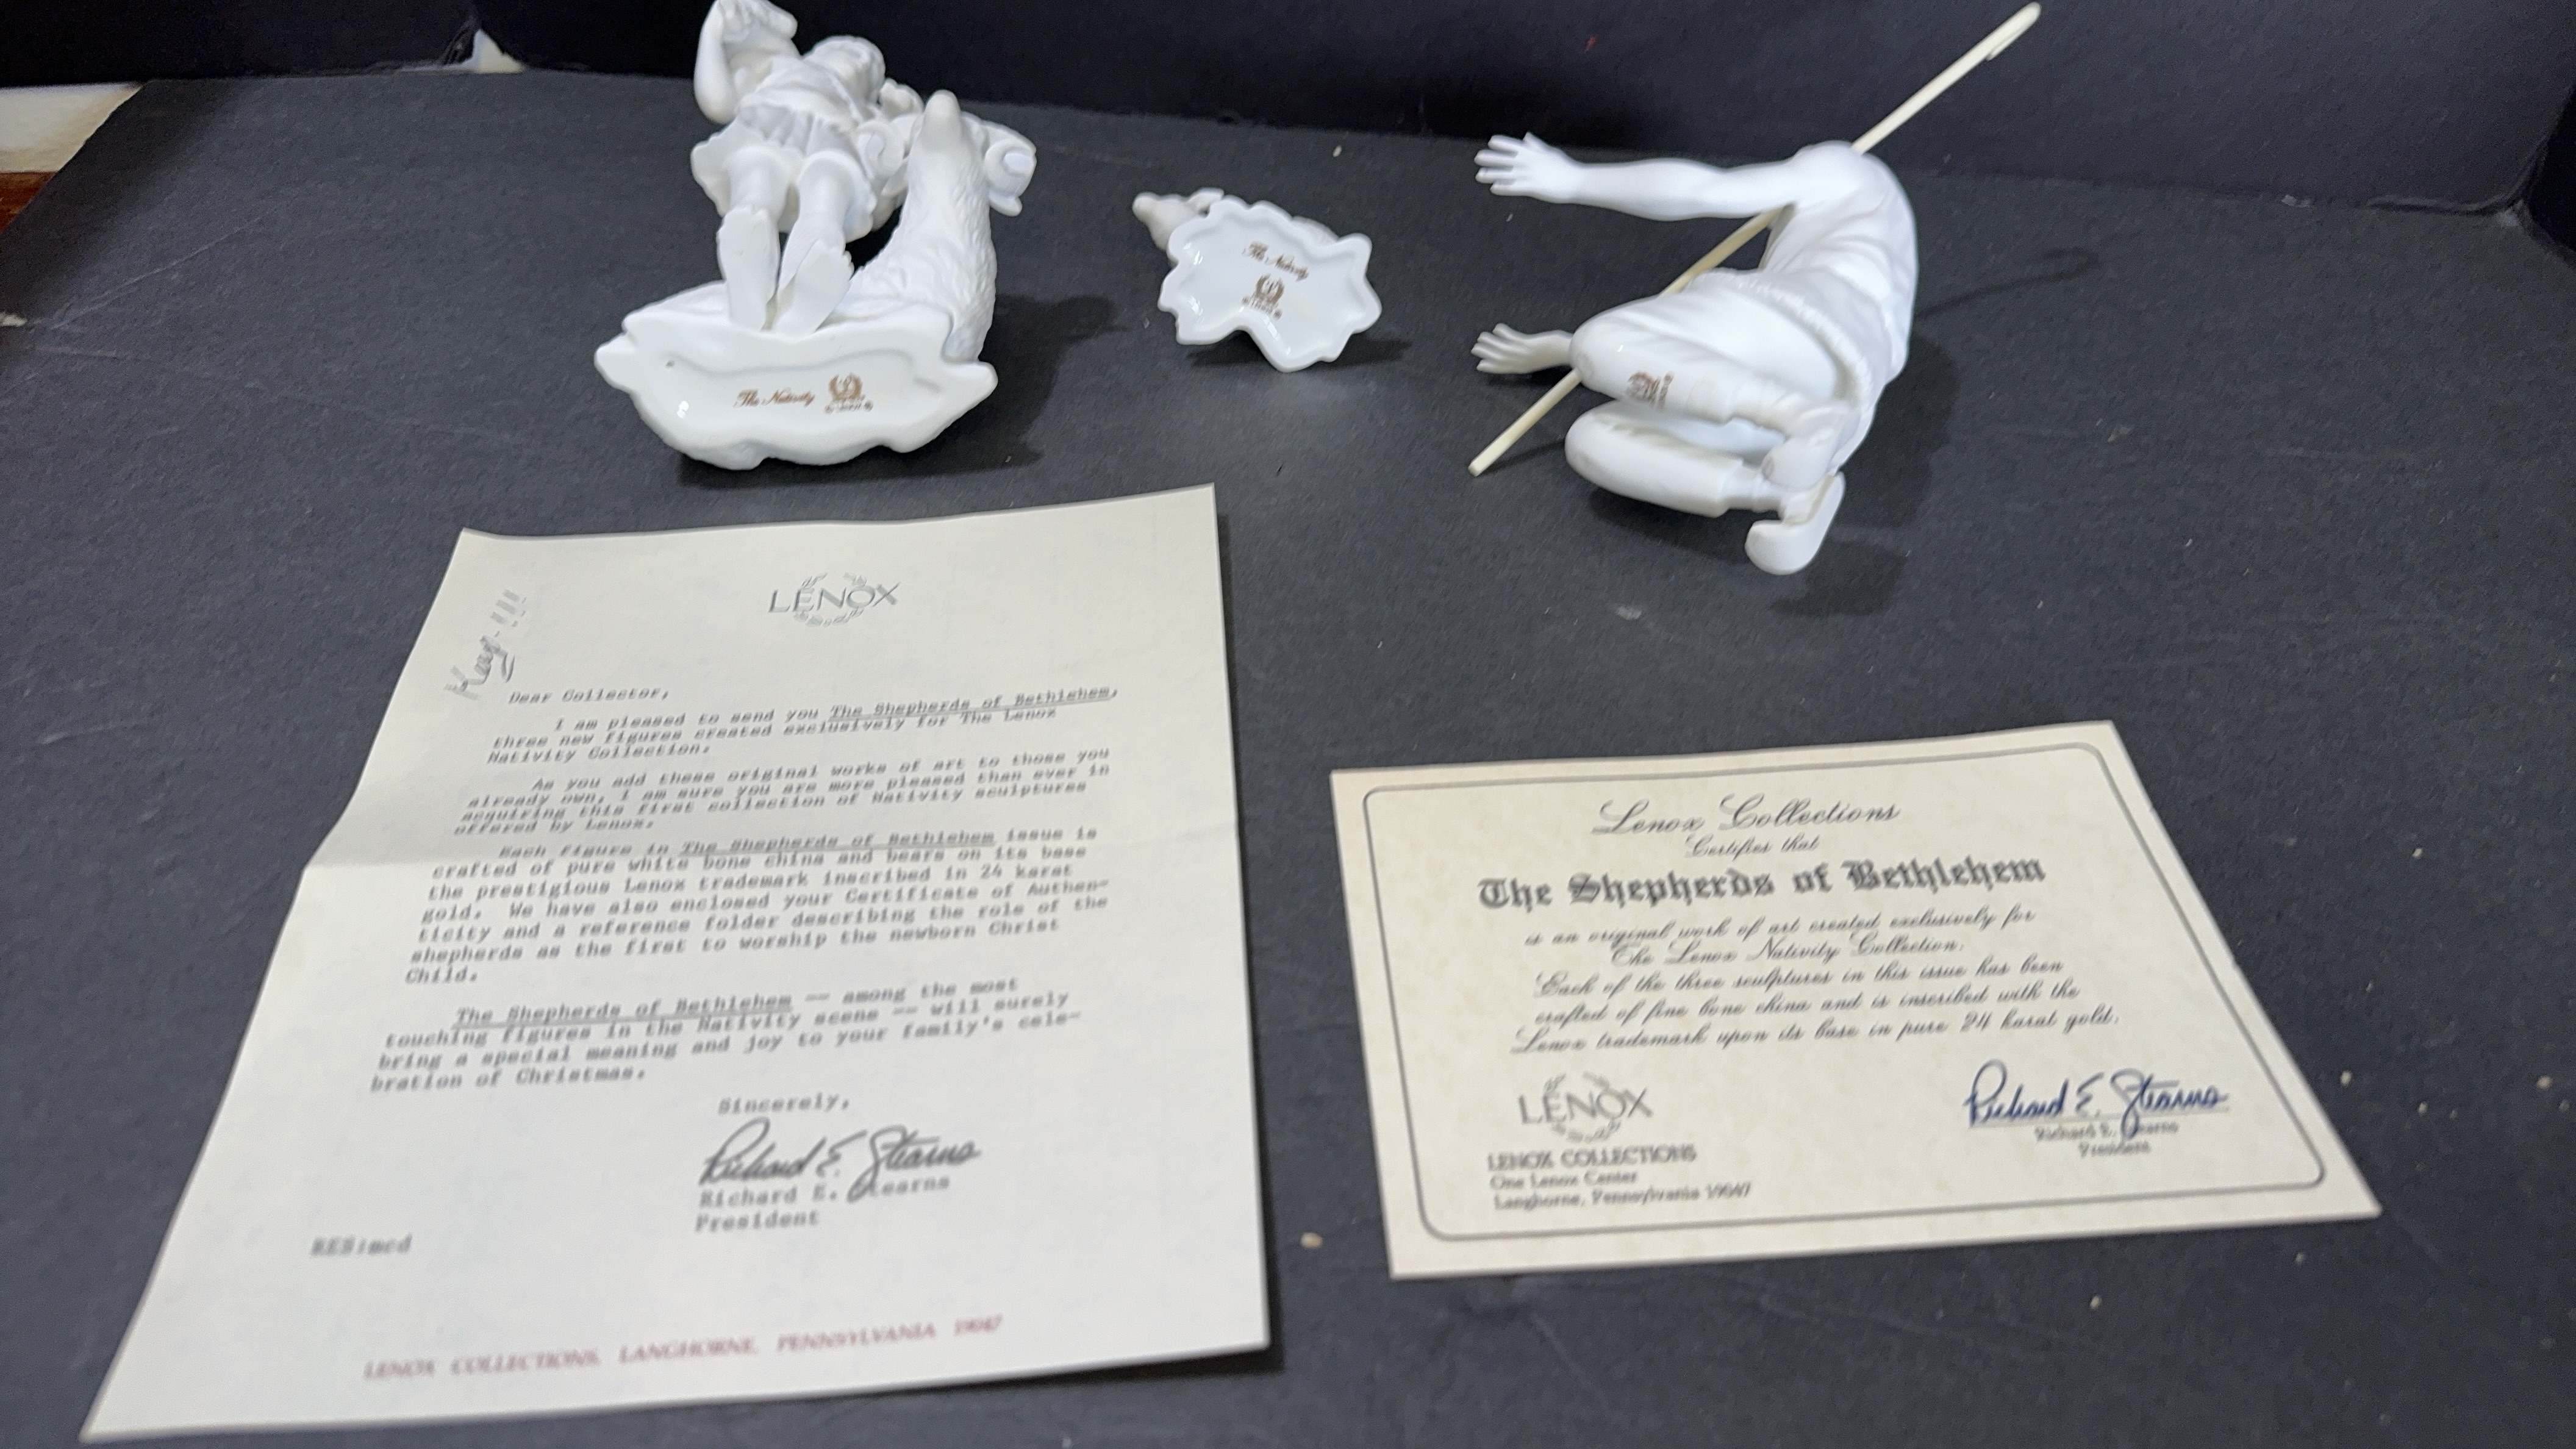 The Nativity
The Nativity
LENOX
LENOX
Kay-!!!
Dear Collector,
I am pleased to send you The Shepherds of Bethlehem,
three new figures created exclusively for The Lenox
Nativity Collection.
As you add these original works of art to those you
already own, I am sure you are more pleased than ever in
acquiring this first collection of Nativity sculptures
offered by Lenox.
Each figure in The Shepherds of Bethlehem issue is
crafted of pure white bone china and bears on its base
the prestigious Lenox trademark inscribed in 24 karat
gold. We have also enclosed your Certificate of Authen-
ticity and a reference folder describing the role of the
shepherds as the first to worship the newborn Christ
Child.
The Shepherds of Bethlehem -- among the most
touching figures in the Nativity scene -- will surely
bring a special meaning and joy to your family's cele-
bration of Christmas.
Sincerely,
Richard E. Stearns
Richard E. Stearns
President
RES:mcd
LENOX COLLECTIONS, LANGHORNE, PENNSYLVANIA 19047
Lenox Collections
Certifies that
The Shepherds of Bethlehem
is an original work of art created exclusively for
The Lenox Nativity Collection.
Each of the three sculptures in this issue has been
crafted of fine bone china and is inscribed with the
Lenox trademark upon its base in pure 24 karat gold.
LENOX
LENOX COLLECTIONS
One Lenox Center
Langhorne, Pennsylvania 19047
Richard E. Stearns
Richard E. Stearns
President